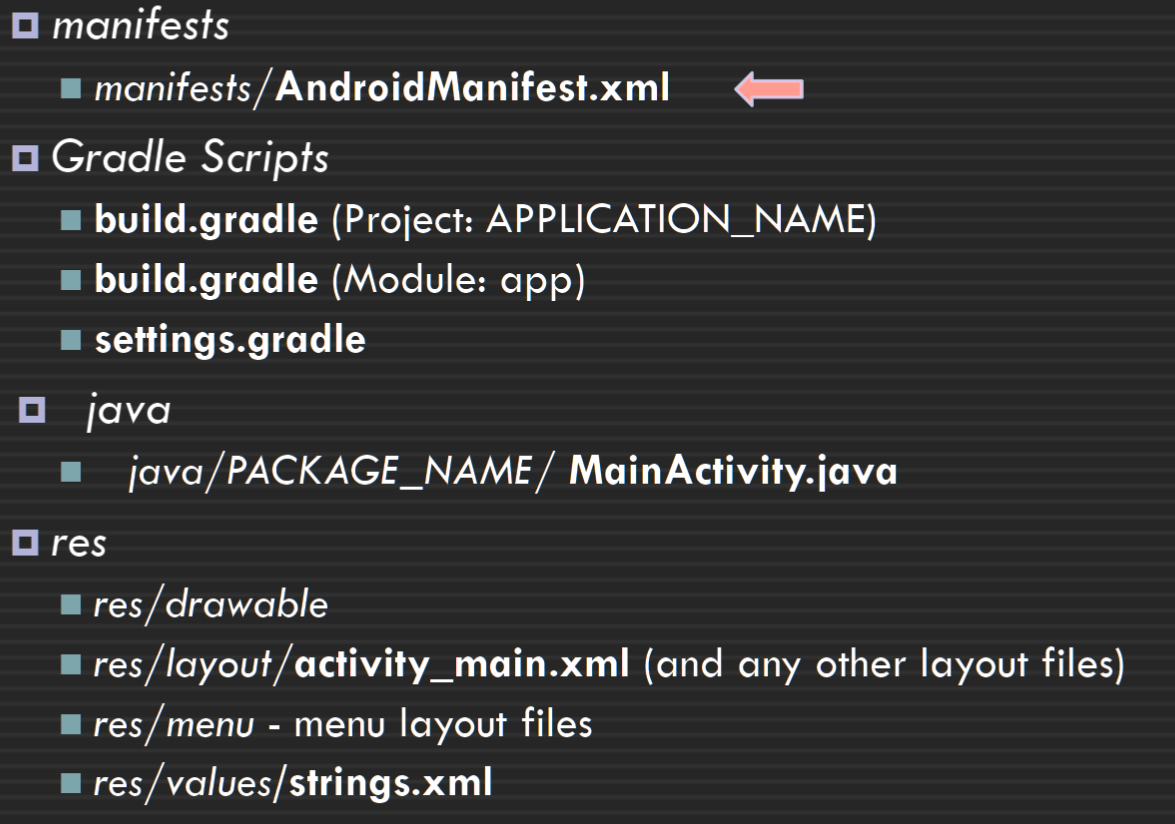 manifests
manifests/AndroidManifest.xml
Gradle Scripts
build.gradle (Project: APPLICATION_NAME)
build.gradle (Module: app)
settings.gradle
java
java/PACKAGE_NAME/ MainActivity.java
res
res/drawable
res/layout/activity_main.xml (and any other layout files)
res/menu - menu layout files
res/values/strings.xml